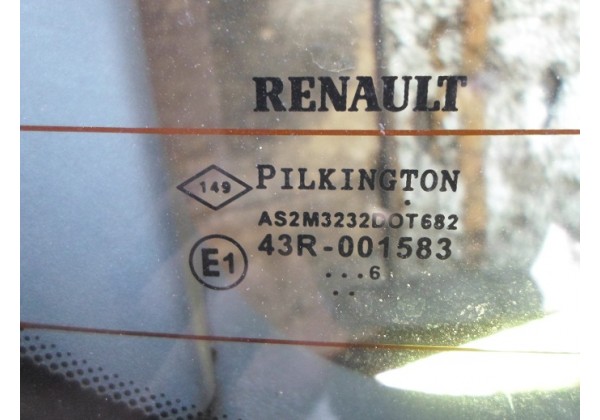 RENAULT
149 PILKINGTON
AS2M3232DOT682
43R-001583
E1
...6
..